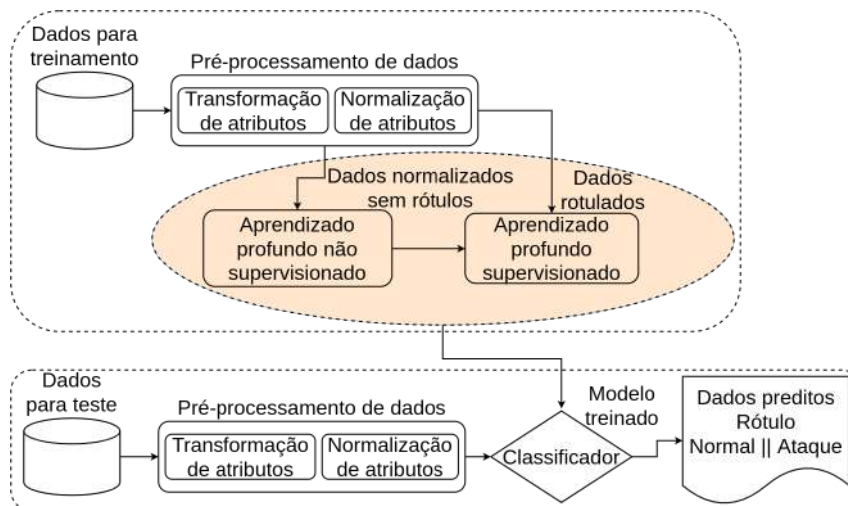 Dados para
treinamento
Pré-processamento de dados
Transformação
de atributos
Normalização
de atributos
Dados normalizados
sem rótulos
Dados
rotulados
Aprendizado
profundo não
supervisionado
Aprendizado
profundo
supervisionado
Dados
para teste
Pré-processamento de dados
Transformação
de atributos
Normalização
de atributos
Classificador
Modelo
treinado
Dados preditos
Rótulo
Normal || Ataque